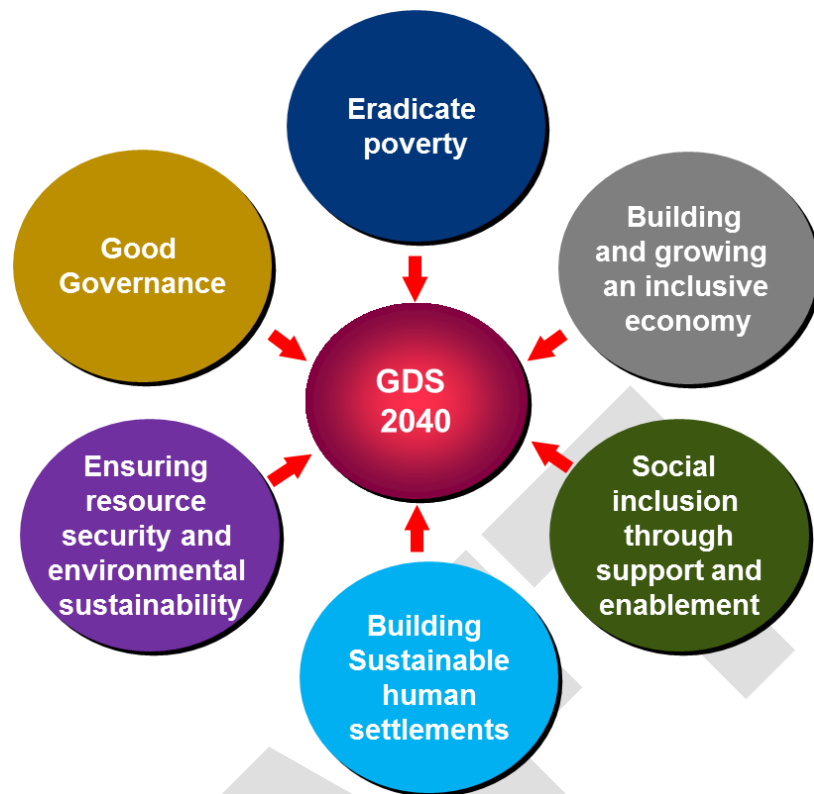 Eradicate
poverty
Good
Governance
Building
and growing
an inclusive
economy
GDS
2040
Ensuring
resource
security and
environmental
sustainability
Social
inclusion
through
support and
enablement
Building
Sustainable
human
settlements